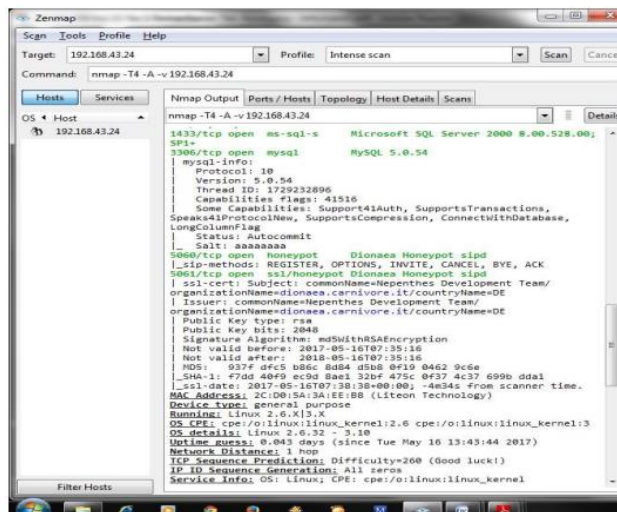 Zenmap
Scan Tools Profile Help
Target: 192.168.43.24 Profile: Intense scan Scan Cance
Command: nmap -T4 -A -v 192.168.43.24
Hosts Services Nmap Output Ports / Hosts Topology Host Details Scans
OS Host nmap -T4 -A -v 192.168.43.24 Details
192.168.43.24
1433/tcp open ms-sql-s Microsoft SQL Server 2000 8.00.528.00;
SP1+
3306/tcp open mysql MySQL 5.0.54
| mysql-info:
| Protocol: 10
| Version: 5.0.54
| Thread ID: 1729232896
| Capabilities flags: 41516
| Some Capabilities: Support41Auth, SupportsTransactions,
Speaks41ProtocolNew, SupportsCompression, ConnectWithDatabase,
LongColumnFlag
| Status: Autocommit
|_ Salt: aaaaaaaa
5060/tcp open honeypot Dionaea Honeypot sipd
|_sip-methods: REGISTER, OPTIONS, INVITE, CANCEL, BYE, ACK
5061/tcp open ssl/honeypot Dionaea Honeypot sipd
| ssl-cert: Subject: commonName=Nepenthes Development Team/
organizationName=dionaea.carnivore.it/countryName=DE
| Issuer: commonName=Nepenthes Development Team/
organizationName=dionaea.carnivore.it/countryName=DE
| Public Key type: rsa
| Public Key bits: 2048
| Signature Algorithm: md5WithRSAEncryption
| Not valid before: 2017-05-16T07:35:16
| Not valid after: 2018-05-16T07:35:16
| MD5: 937f dfc5 b86c 8d84 d5b8 0f19 0462 9c6e
|_SHA-1: f7dd 40f9 ec9d 8ae1 32bf 475c 0f37 4c37 699b dda1
|_ssl-date: 2017-05-16T07:38:38+00:00; -4m34s from scanner time.
MAC Address: 2C:D0:5A:3A:EE:B8 (Liteon Technology)
Device type: general purpose
Running: Linux 2.6.X|3.X
OS CPE: cpe:/o:linux:linux_kernel:2.6 cpe:/o:linux:linux_kernel:3
OS details: Linux 2.6.32 - 3.10
Uptime guess: 0.043 days (since Tue May 16 13:43:44 2017)
Network Distance: 1 hop
TCP Sequence Prediction: Difficulty=260 (Good luck!)
IP ID Sequence Generation: All zeros
Service Info: OS: Linux; CPE: cpe:/o:linux:linux_kernel
Filter Hosts